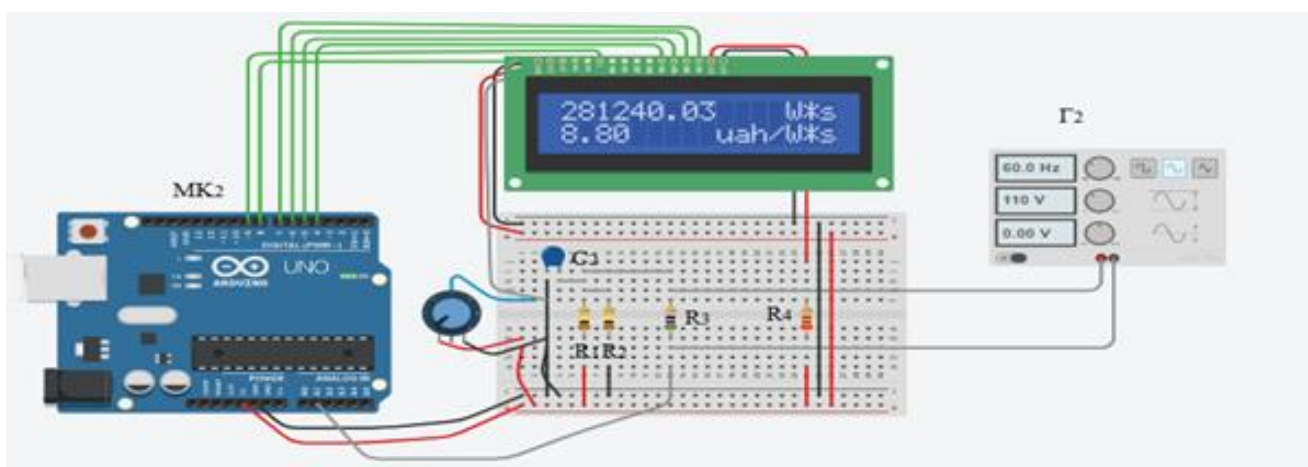 Г2
281240.03 W*s
8.80 uah/W*s
60.0 Hz
110 V
0.00 V
MK2
DIGITAL (PWM~)
UNO
ARDUINO
C2
R3
R4
R1 R2
POWER
ANALOG IN